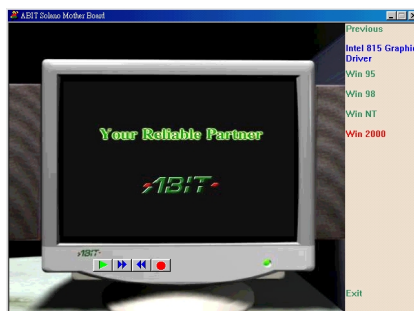 ABIT Solano Mother Board
Previous
Intel 815 Graphic
Driver
Win 95
Win 98
Win NT
Win 2000
Your Reliable Partner
ABIT
ABIT
Exit